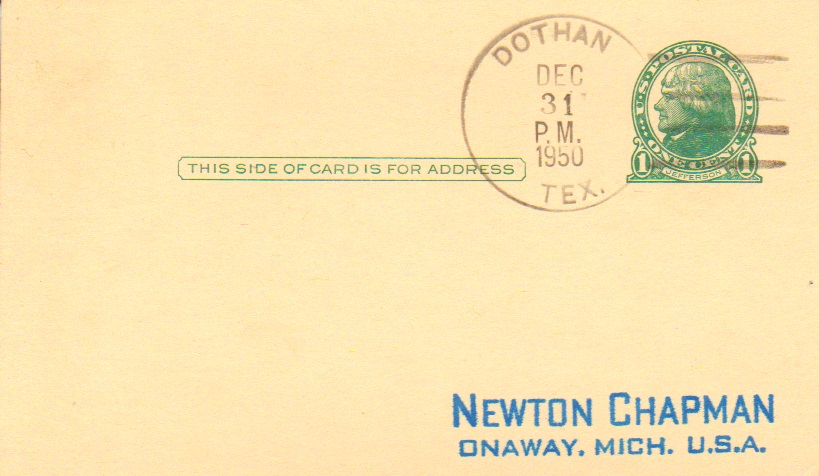 DOTHAN
DEC
31
P.M.
1950
TEX.
U.S. POSTAL CARD
ONE CENT
1 1
JEFFERSON
THIS SIDE OF CARD IS FOR ADDRESS
NEWTON CHAPMAN
ONAWAY, MICH. U.S.A.